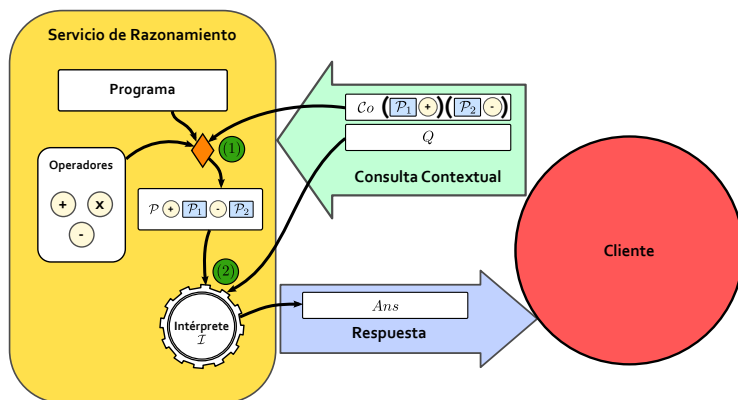 Servicio de Razonamiento
Programa
Operadores
+ x
-
(1)
𝒫 + 𝒫₁ - 𝒫₂
(2)
Intérprete
ℐ
𝒞o (𝒫₁ +)(𝒫₂ -)
Q
Consulta Contextual
Ans
Respuesta
Cliente